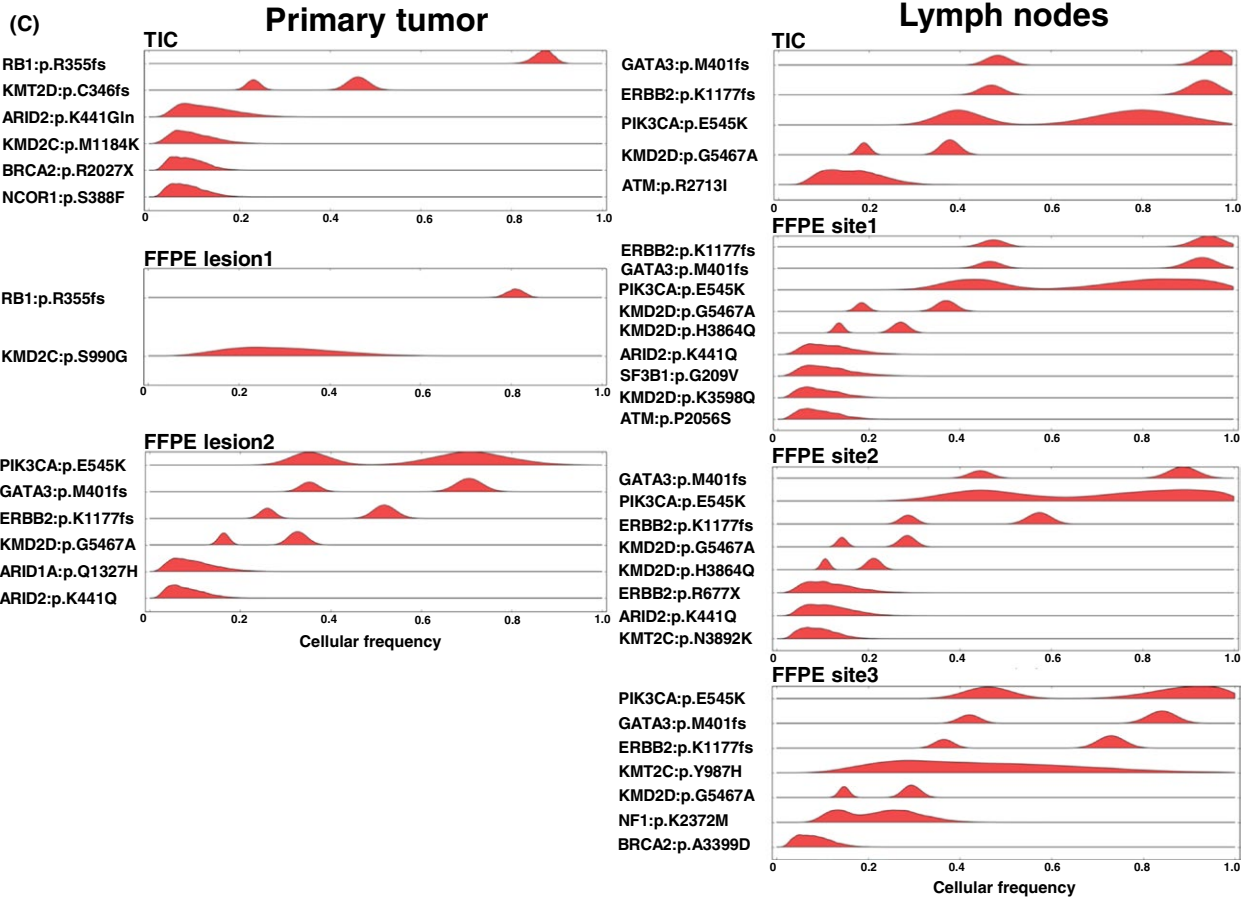 (C)
Primary tumor
TIC
RB1:p.R355fs
KMT2D:p.C346fs
ARID2:p.K441Gln
KMD2C:p.M1184K
BRCA2:p.R2027X
NCOR1:p.S388F
0 0.2 0.4 0.6 0.8 1.0
FFPE lesion1
RB1:p.R355fs
KMD2C:p.S990G
0 0.2 0.4 0.6 0.8 1.0
FFPE lesion2
PIK3CA:p.E545K
GATA3:p.M401fs
ERBB2:p.K1177fs
KMD2D:p.G5467A
ARID1A:p.Q1327H
ARID2:p.K441Q
0 0.2 0.4 0.6 0.8 1.0
Cellular frequency
Lymph nodes
TIC
GATA3:p.M401fs
ERBB2:p.K1177fs
PIK3CA:p.E545K
KMD2D:p.G5467A
ATM:p.R2713I
0 0.2 0.4 0.6 0.8 1.0
FFPE site1
ERBB2:p.K1177fs
GATA3:p.M401fs
PIK3CA:p.E545K
KMD2D:p.G5467A
KMD2D:p.H3864Q
ARID2:p.K441Q
SF3B1:p.G209V
KMD2D:p.K3598Q
ATM:p.P2056S
0 0.2 0.4 0.6 0.8 1.0
FFPE site2
GATA3:p.M401fs
PIK3CA:p.E545K
ERBB2:p.K1177fs
KMD2D:p.G5467A
KMD2D:p.H3864Q
ERBB2:p.R677X
ARID2:p.K441Q
KMT2C:p.N3892K
0 0.2 0.4 0.6 0.8 1.0
FFPE site3
PIK3CA:p.E545K
GATA3:p.M401fs
ERBB2:p.K1177fs
KMT2C:p.Y987H
KMD2D:p.G5467A
NF1:p.K2372M
BRCA2:p.A3399D
0 0.2 0.4 0.6 0.8 1.0
Cellular frequency